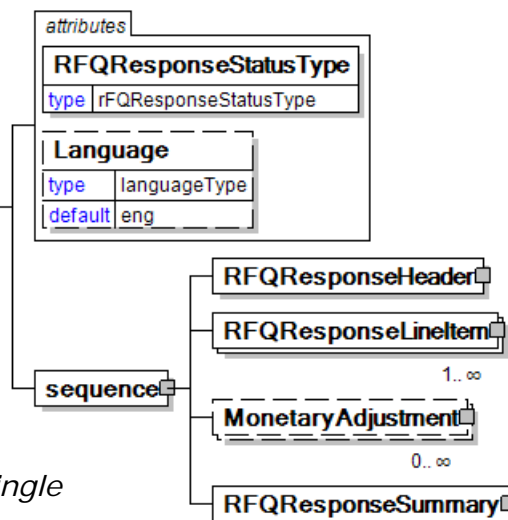 attributes
RFQResponseStatusType
type rFQResponseStatusType
Language
type languageType
default eng
RFQResponseHeader
RFQResponseLineItem
1.. ∞
sequence
MonetaryAdjustment
0.. ∞
ingle
RFQResponseSummary